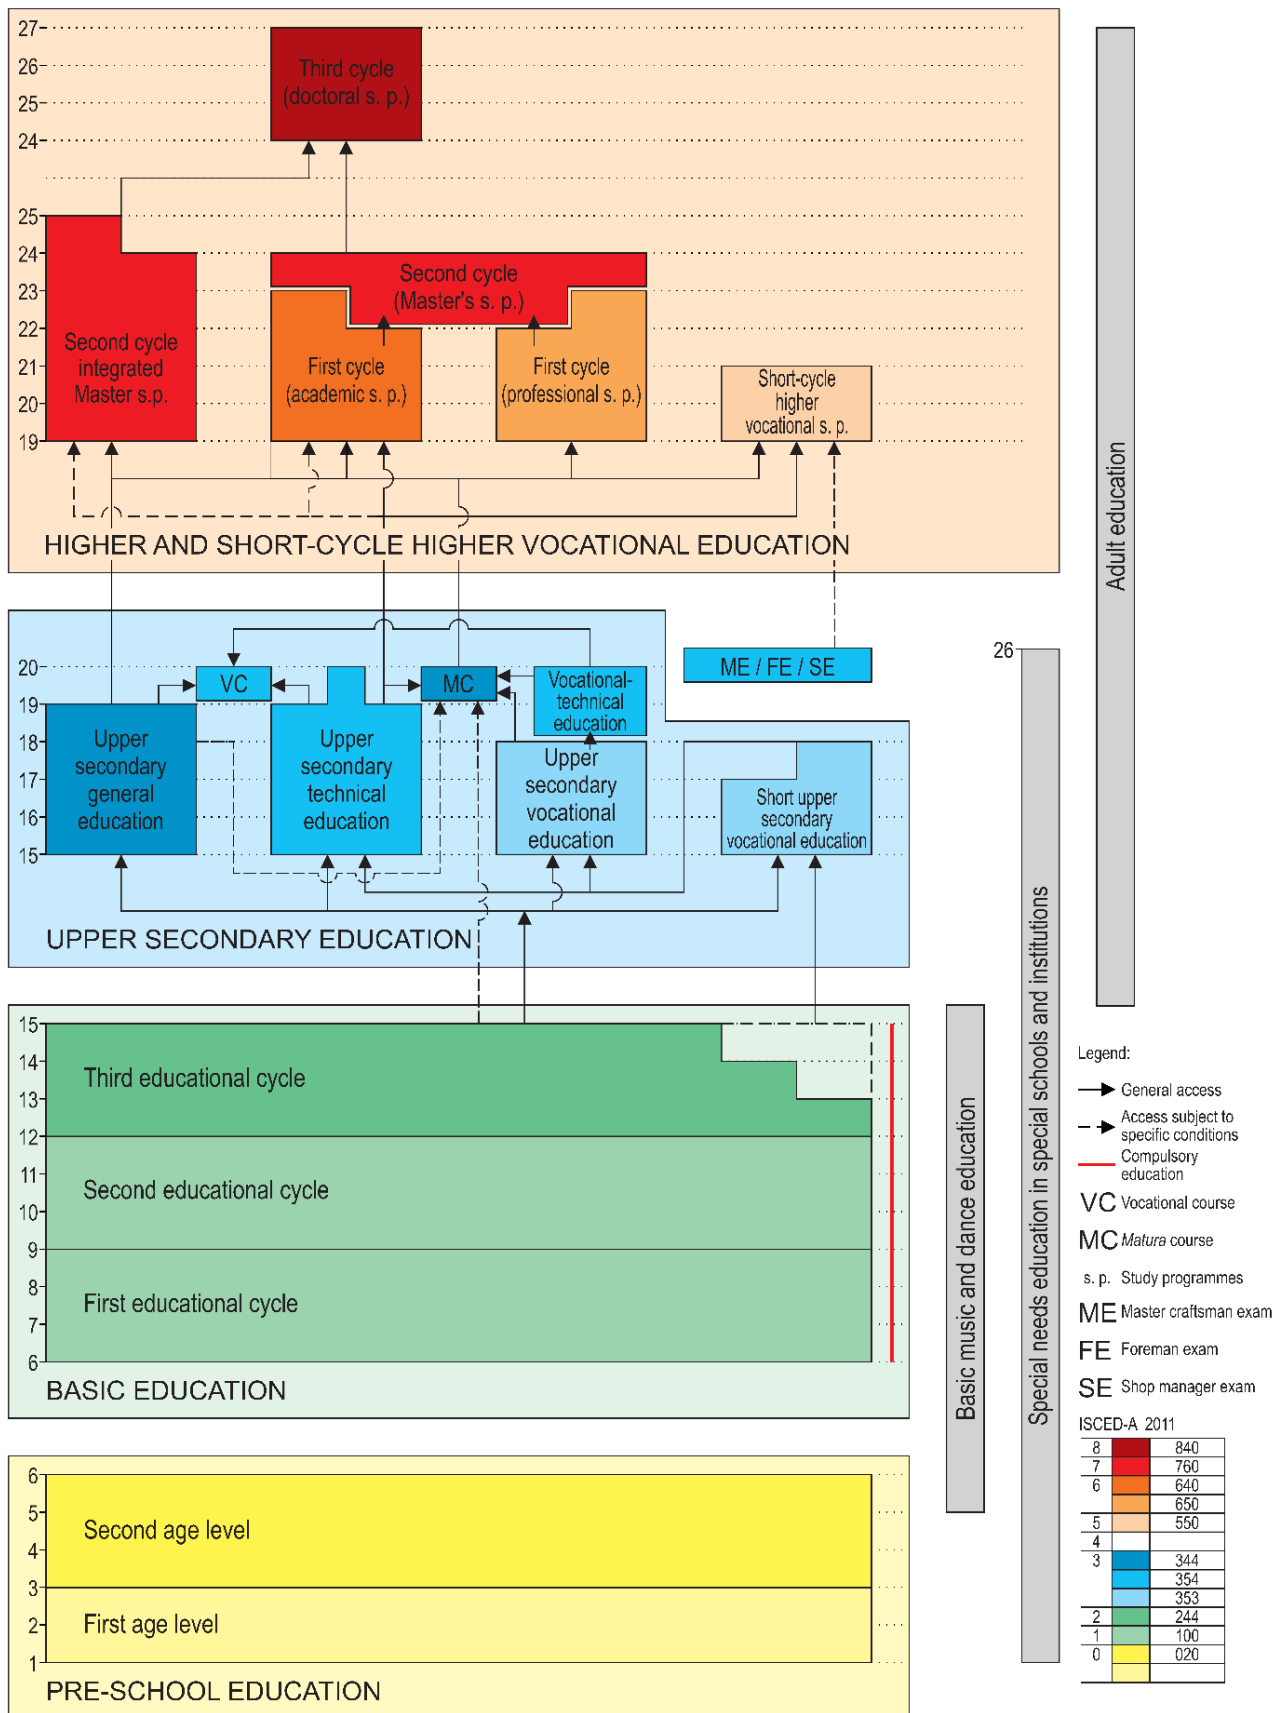 27
26
25
24
25
24
23
22
21
20
19
Third cycle
(doctoral s. p.)
Second cycle
(Master's s. p.)
Second cycle
integrated
Master s.p.
First cycle
(academic s. p.)
First cycle
(professional s. p.)
Short-cycle
higher
vocational s. p.
HIGHER AND SHORT-CYCLE HIGHER VOCATIONAL EDUCATION
Adult education
20
19
18
17
16
15
VC
MC
Vocational-
technical
education
ME / FE / SE
26
Upper
secondary
general
education
Upper
secondary
technical
education
Upper
secondary
vocational
education
Short upper
secondary
vocational education
UPPER SECONDARY EDUCATION
Special needs education in special schools and institutions
15
14
13
12
11
10
9
8
7
6
Third educational cycle
Second educational cycle
First educational cycle
BASIC EDUCATION
Basic music and dance education
6
5
4
3
2
1
Second age level
First age level
PRE-SCHOOL EDUCATION
Legend:
General access
Access subject to
specific conditions
Compulsory
education
VC Vocational course
MC Matura course
s. p. Study programmes
ME Master craftsman exam
FE Foreman exam
SE Shop manager exam
ISCED-A 2011
8 840
7 760
6 640
650
5 550
4
3 344
354
353
2 244
1 100
0 020